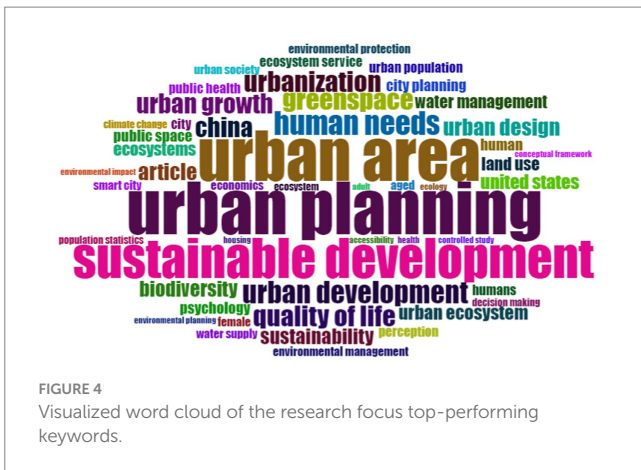 environmental protection
ecosystem service
urban society urban population
public health urbanization city planning
urban growth greenspace water management
climate change city china human needs urban design
public space
ecosystems urban area human
conceptual framework
environmental impact article land use
smart city economics ecosystem adult aged ecology united states
urban planning
population statistics housing accessibility health controlled study
sustainable development
biodiversity urban development humans
decision making
psychology quality of life urban ecosystem
environmental planning female
water supply sustainability perception
environmental management
FIGURE 4
Visualized word cloud of the research focus top-performing
keywords.